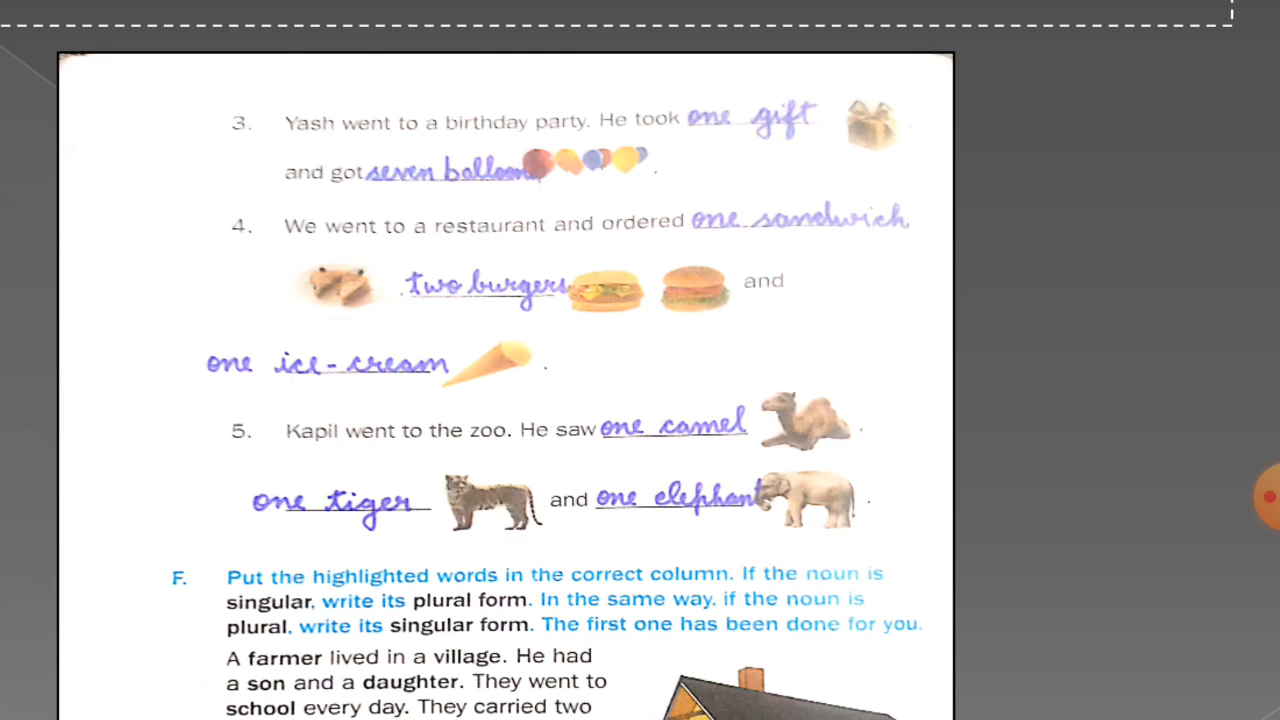 3. Yash went to a birthday party. He took one gift
and got seven balloons.
4. We went to a restaurant and ordered one sandwich
, two burgers and
one ice-cream .
5. Kapil went to the zoo. He saw one camel ,
one tiger and one elephant .
F. Put the highlighted words in the correct column. If the noun is
singular, write its plural form. In the same way, if the noun is
plural, write its singular form. The first one has been done for you.
A farmer lived in a village. He had
a son and a daughter. They went to
school every day. They carried two